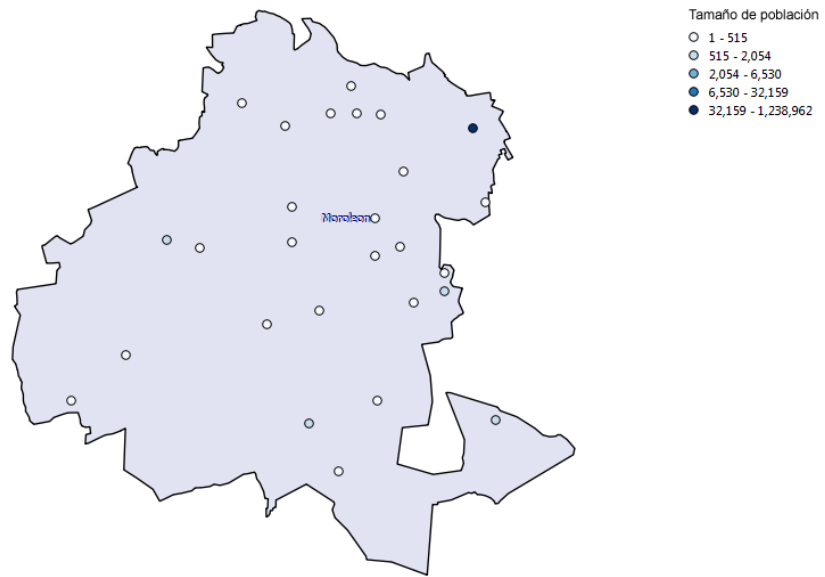 Tamaño de población
1 - 515
515 - 2,054
2,054 - 6,530
6,530 - 32,159
32,159 - 1,238,962
Moroleon